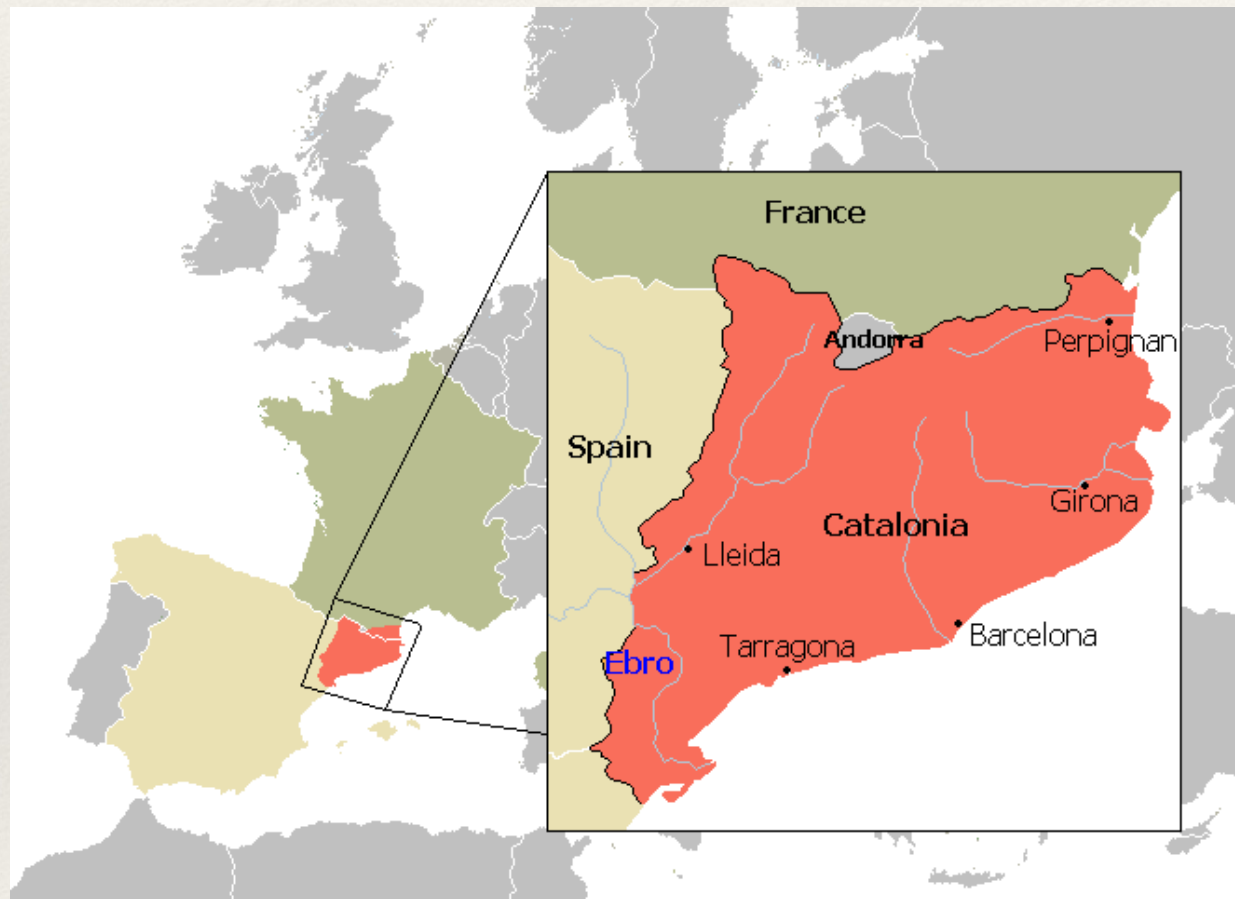 France
Andorra
Perpignan
Spain
Girona
Catalonia
Lleida
Barcelona
Tarragona
Ebro